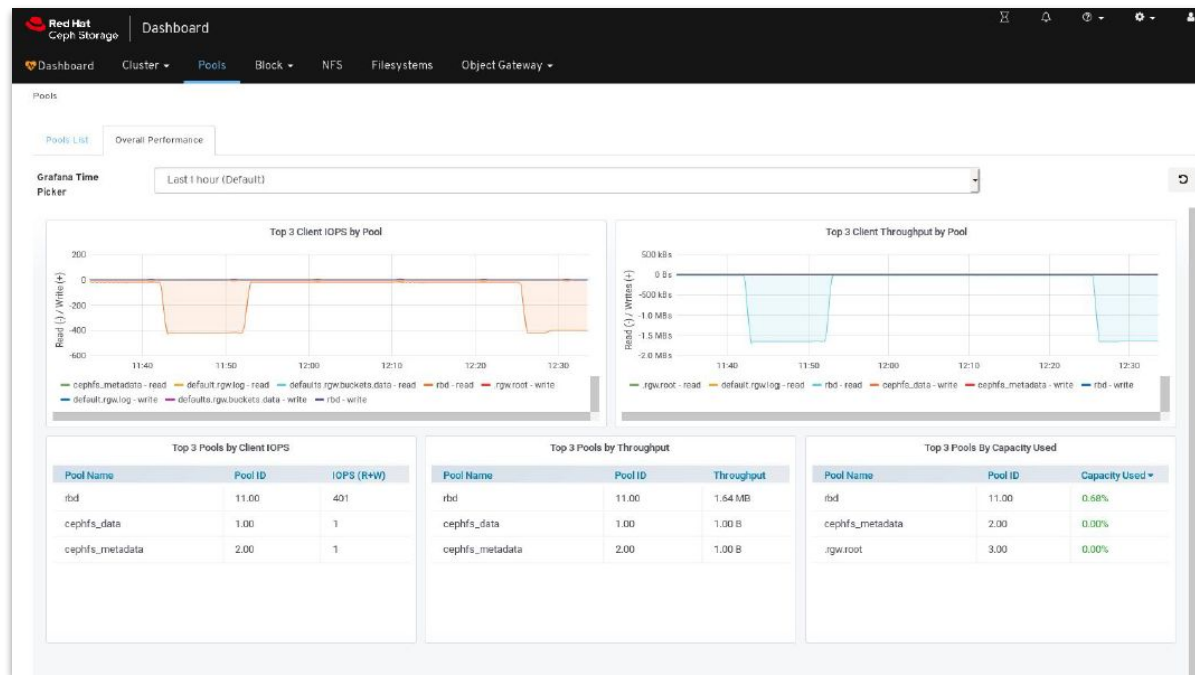 Red Hat
Ceph Storage
Dashboard
Dashboard Cluster Pools Block NFS Filesystems Object Gateway
Pools
Pools List Overall Performance
Grafana Time
Picker
Last 1 hour (Default)
Top 3 Client IOPS by Pool
Read (-) / Write (+)
200
0
-200
-400
-600
11:40 11:50 12:00 12:10 12:20 12:30
cephfs_metadata - read default.rgw.log - read defaults.rgw.buckets.data - read rbd - read .rgw.root - write
default.rgw.log - write defaults.rgw.buckets.data - write rbd - write
Top 3 Client Throughput by Pool
Read (-) / Writes (+)
500 kBs
0 Bs
-500 kBs
-1.0 MBs
-1.5 MBs
-2.0 MBs
11:40 11:50 12:00 12:10 12:20 12:30
.rgw.root - read default.rgw.log - read rbd - read cephfs_data - write cephfs_metadata - write rbd - write
Top 3 Pools by Client IOPS
Pool Name Pool ID IOPS (R+W)
rbd 11.00 401
cephfs_data 1.00 1
cephfs_metadata 2.00 1
Top 3 Pools by Throughput
Pool Name Pool ID Throughput
rbd 11.00 1.64 MB
cephfs_data 1.00 1.00 B
cephfs_metadata 2.00 1.00 B
Top 3 Pools By Capacity Used
Pool Name Pool ID Capacity Used
rbd 11.00 0.68%
cephfs_metadata 2.00 0.00%
.rgw.root 3.00 0.00%